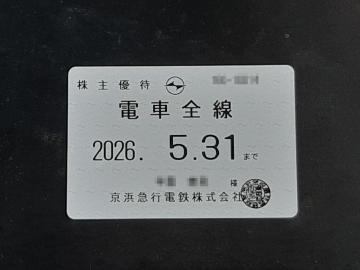 株主優待
電車全線
2026. 5.31まで
様
京浜急行電鉄株式会社